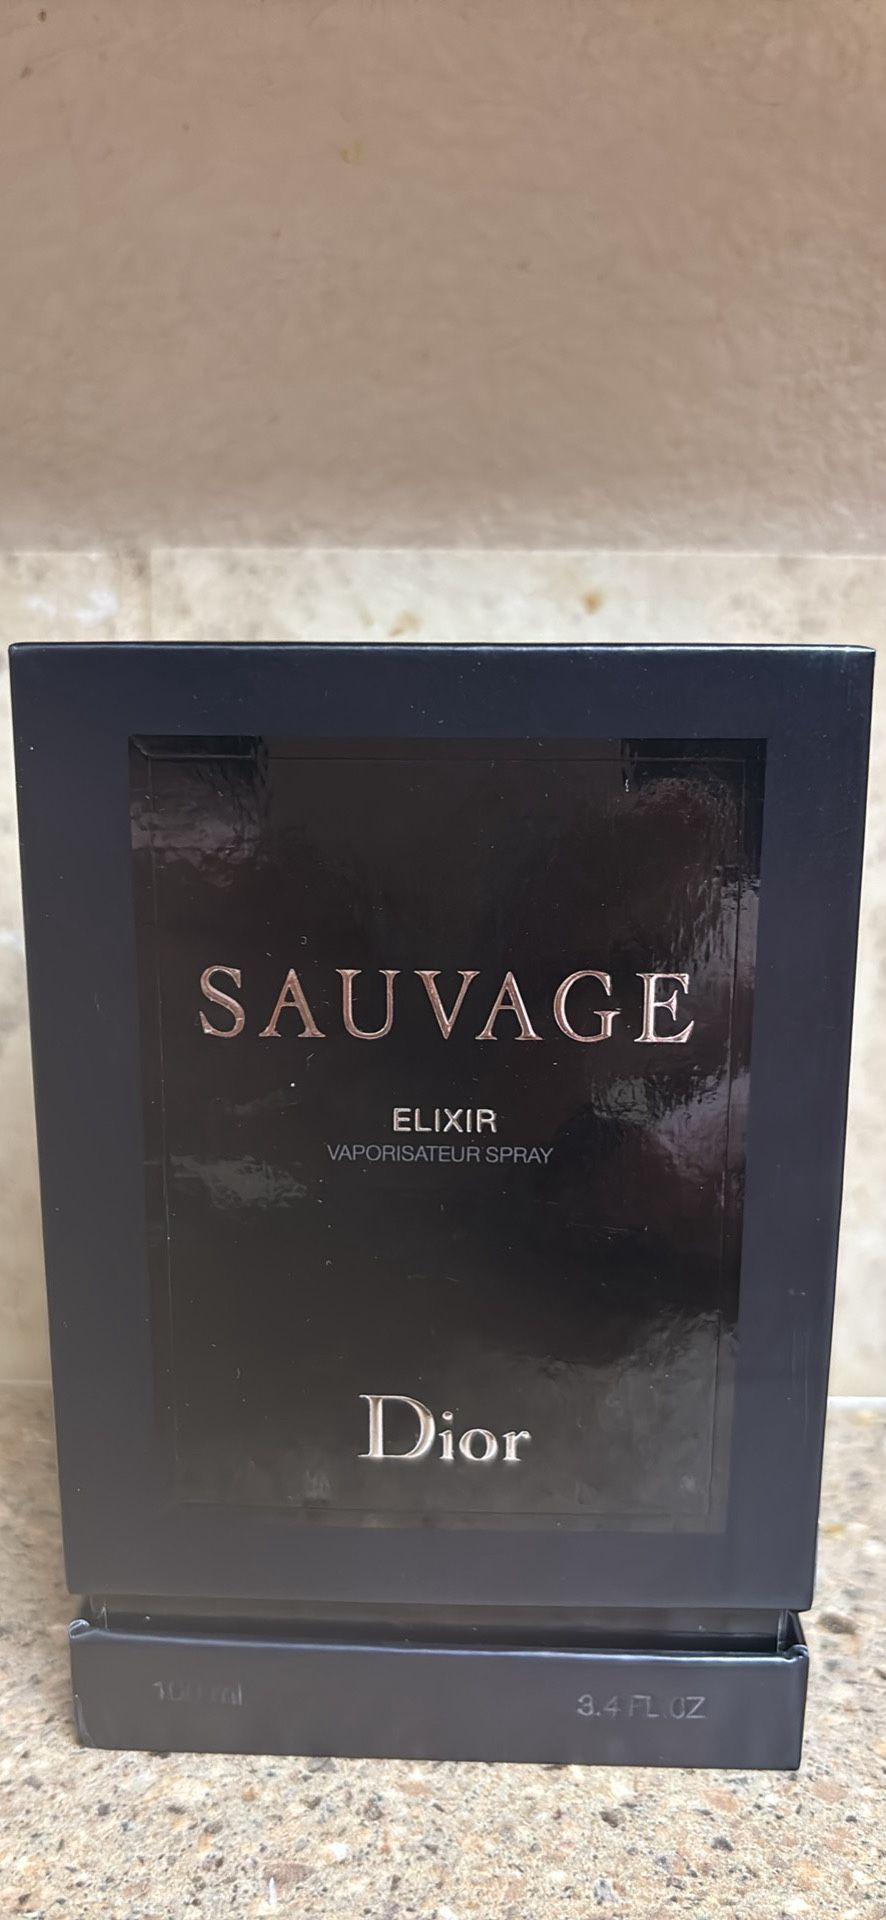 SAUVAGE
ELIXIR
VAPORISATEUR SPRAY
Dior
100 ml 3.4 FL.OZ